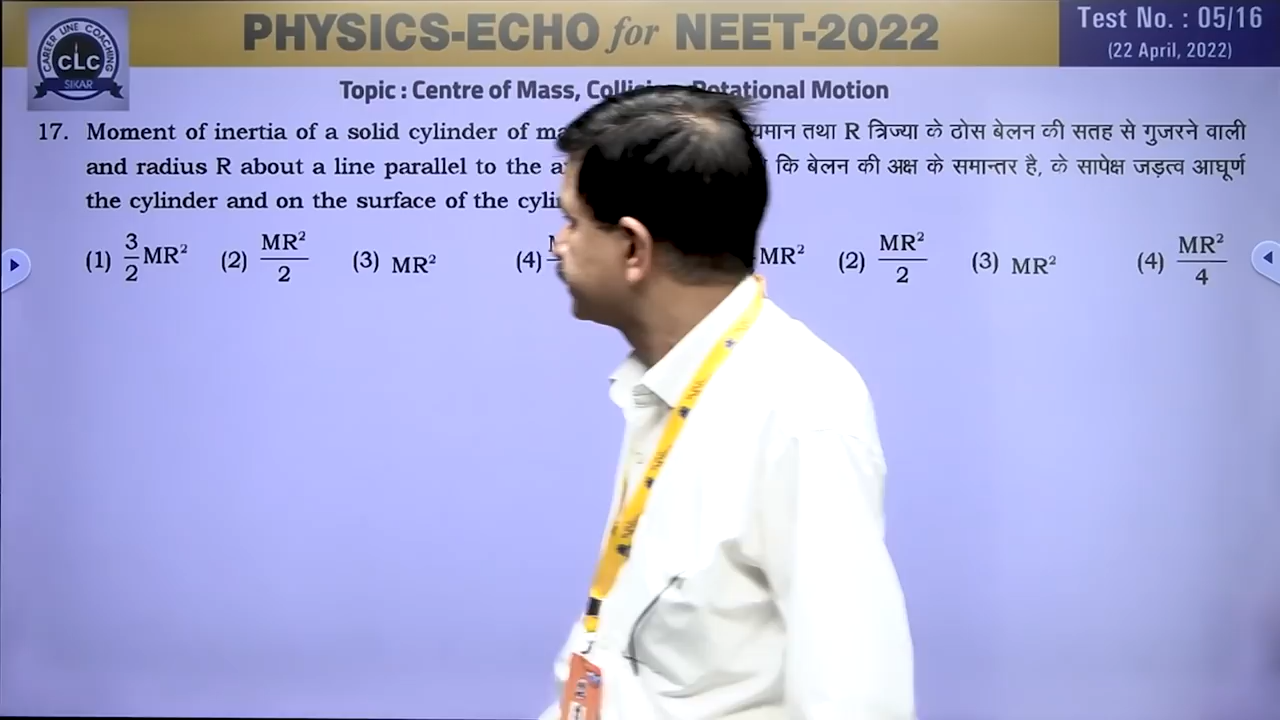 CAREER LINE COACHING
CLC
SIKAR
PHYSICS-ECHO for NEET-2022
Test No. : 05/16
(22 April, 2022)
Topic : Centre of Mass, Rotational Motion
17. Moment of inertia of a solid cylinder of
and radius R about a line parallel to the
the cylinder and on the surface of the
(1) 3/2 MR² (2) MR²/2 (3) MR² (4)
तथा R त्रिज्या के ठोस बेलन की सतह से गुजरने वाली
कि बेलन की अक्ष के समान्तर है, के सापेक्ष जड़त्व आघूर्ण
MR² (2) MR²/2 (3) MR² (4) MR²/4